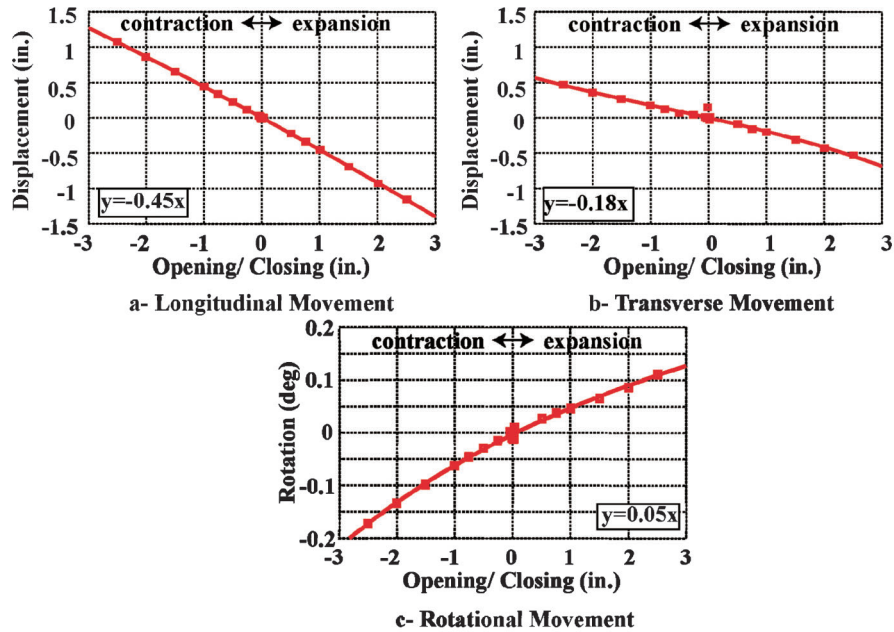 contraction ↔ expansion
1.5
1
0.5
0
-0.5
-1
-1.5
Displacement (in.)
y=-0.45x
-3 -2 -1 0 1 2 3
Opening/ Closing (in.)
a- Longitudinal Movement
contraction ↔ expansion
1.5
1
0.5
0
-0.5
-1
-1.5
Displacement (in.)
y=-0.18x
-3 -2 -1 0 1 2 3
Opening/ Closing (in.)
b- Transverse Movement
contraction ↔ expansion
0.2
0.1
0
-0.1
-0.2
Rotation (deg)
y=0.05x
-3 -2 -1 0 1 2 3
Opening/ Closing (in.)
c- Rotational Movement